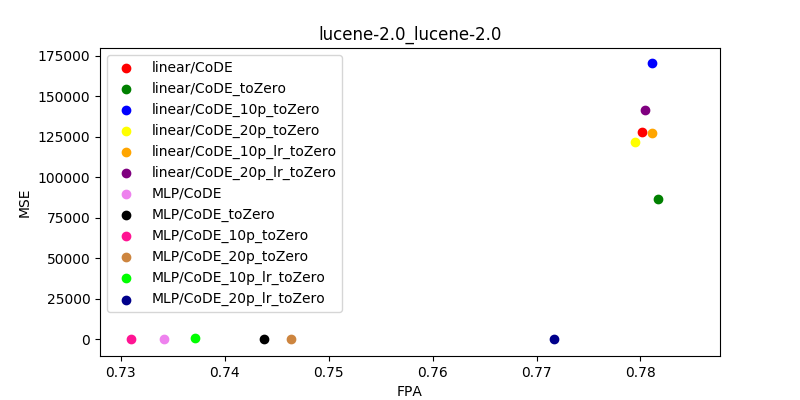 lucene-2.0_lucene-2.0
175000
150000
125000
100000
75000
50000
25000
0
MSE
linear/CoDE
linear/CoDE_toZero
linear/CoDE_10p_toZero
linear/CoDE_20p_toZero
linear/CoDE_10p_lr_toZero
linear/CoDE_20p_lr_toZero
MLP/CoDE
MLP/CoDE_toZero
MLP/CoDE_10p_toZero
MLP/CoDE_20p_toZero
MLP/CoDE_10p_lr_toZero
MLP/CoDE_20p_lr_toZero
0.73 0.74 0.75 0.76 0.77 0.78
FPA